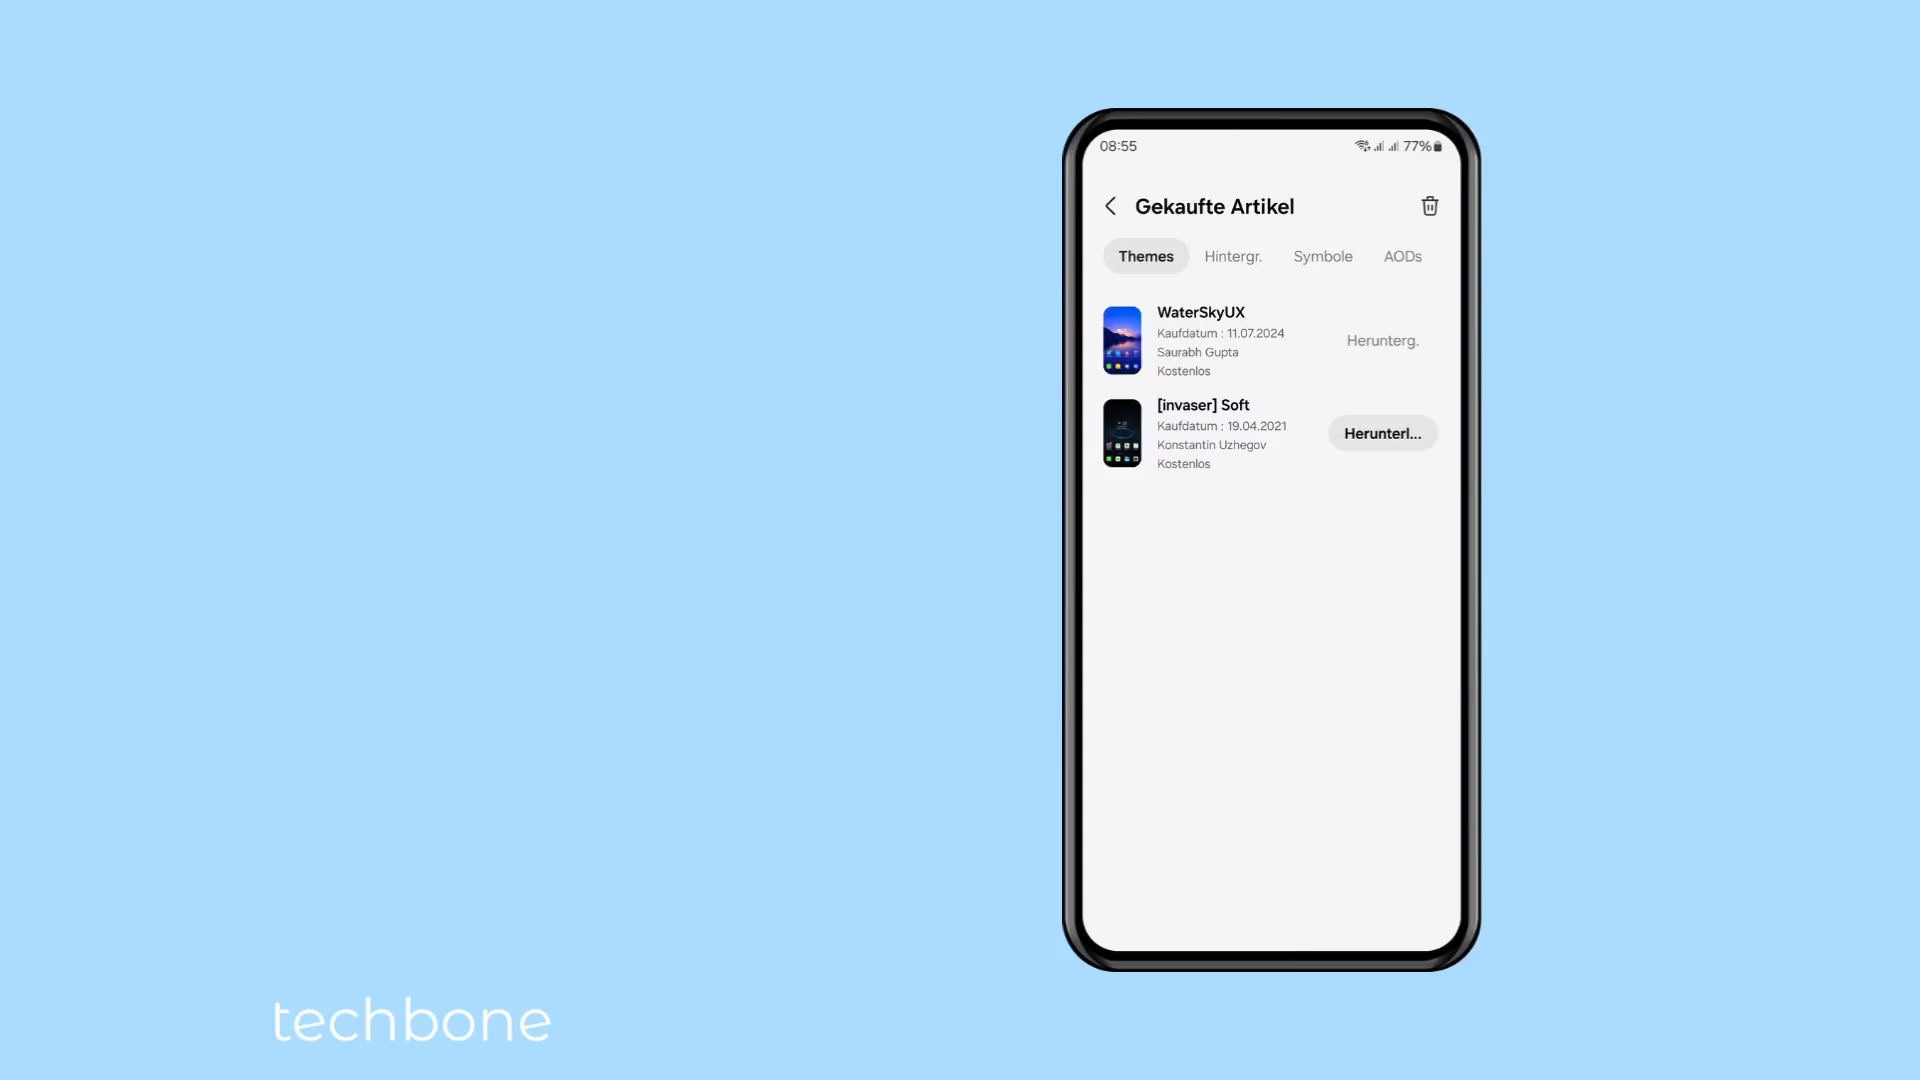 08:55 77%
Gekaufte Artikel
Themes Hintergr. Symbole AODs
WaterSkyUX
Kaufdatum : 11.07.2024
Saurabh Gupta
Kostenlos
Herunterg.
[invaser] Soft
Kaufdatum : 19.04.2021
Konstantin Uzhegov
Kostenlos
Herunterl...
techbone